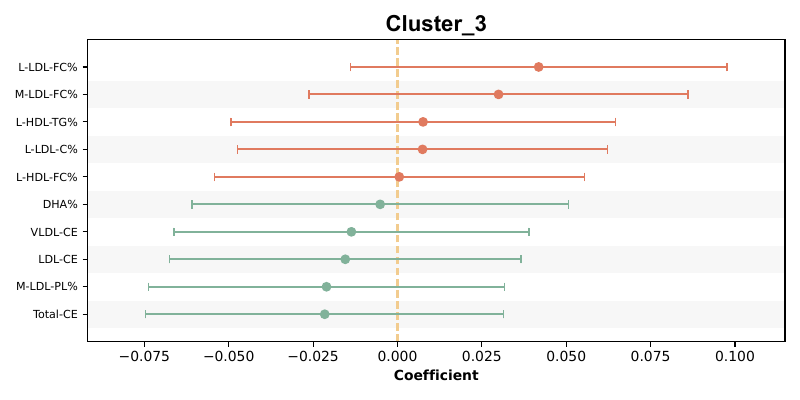 Cluster_3
L-LDL-FC%
M-LDL-FC%
L-HDL-TG%
L-LDL-C%
L-HDL-FC%
DHA%
VLDL-CE
LDL-CE
M-LDL-PL%
Total-CE
−0.075 −0.050 −0.025 0.000 0.025 0.050 0.075 0.100
Coefficient